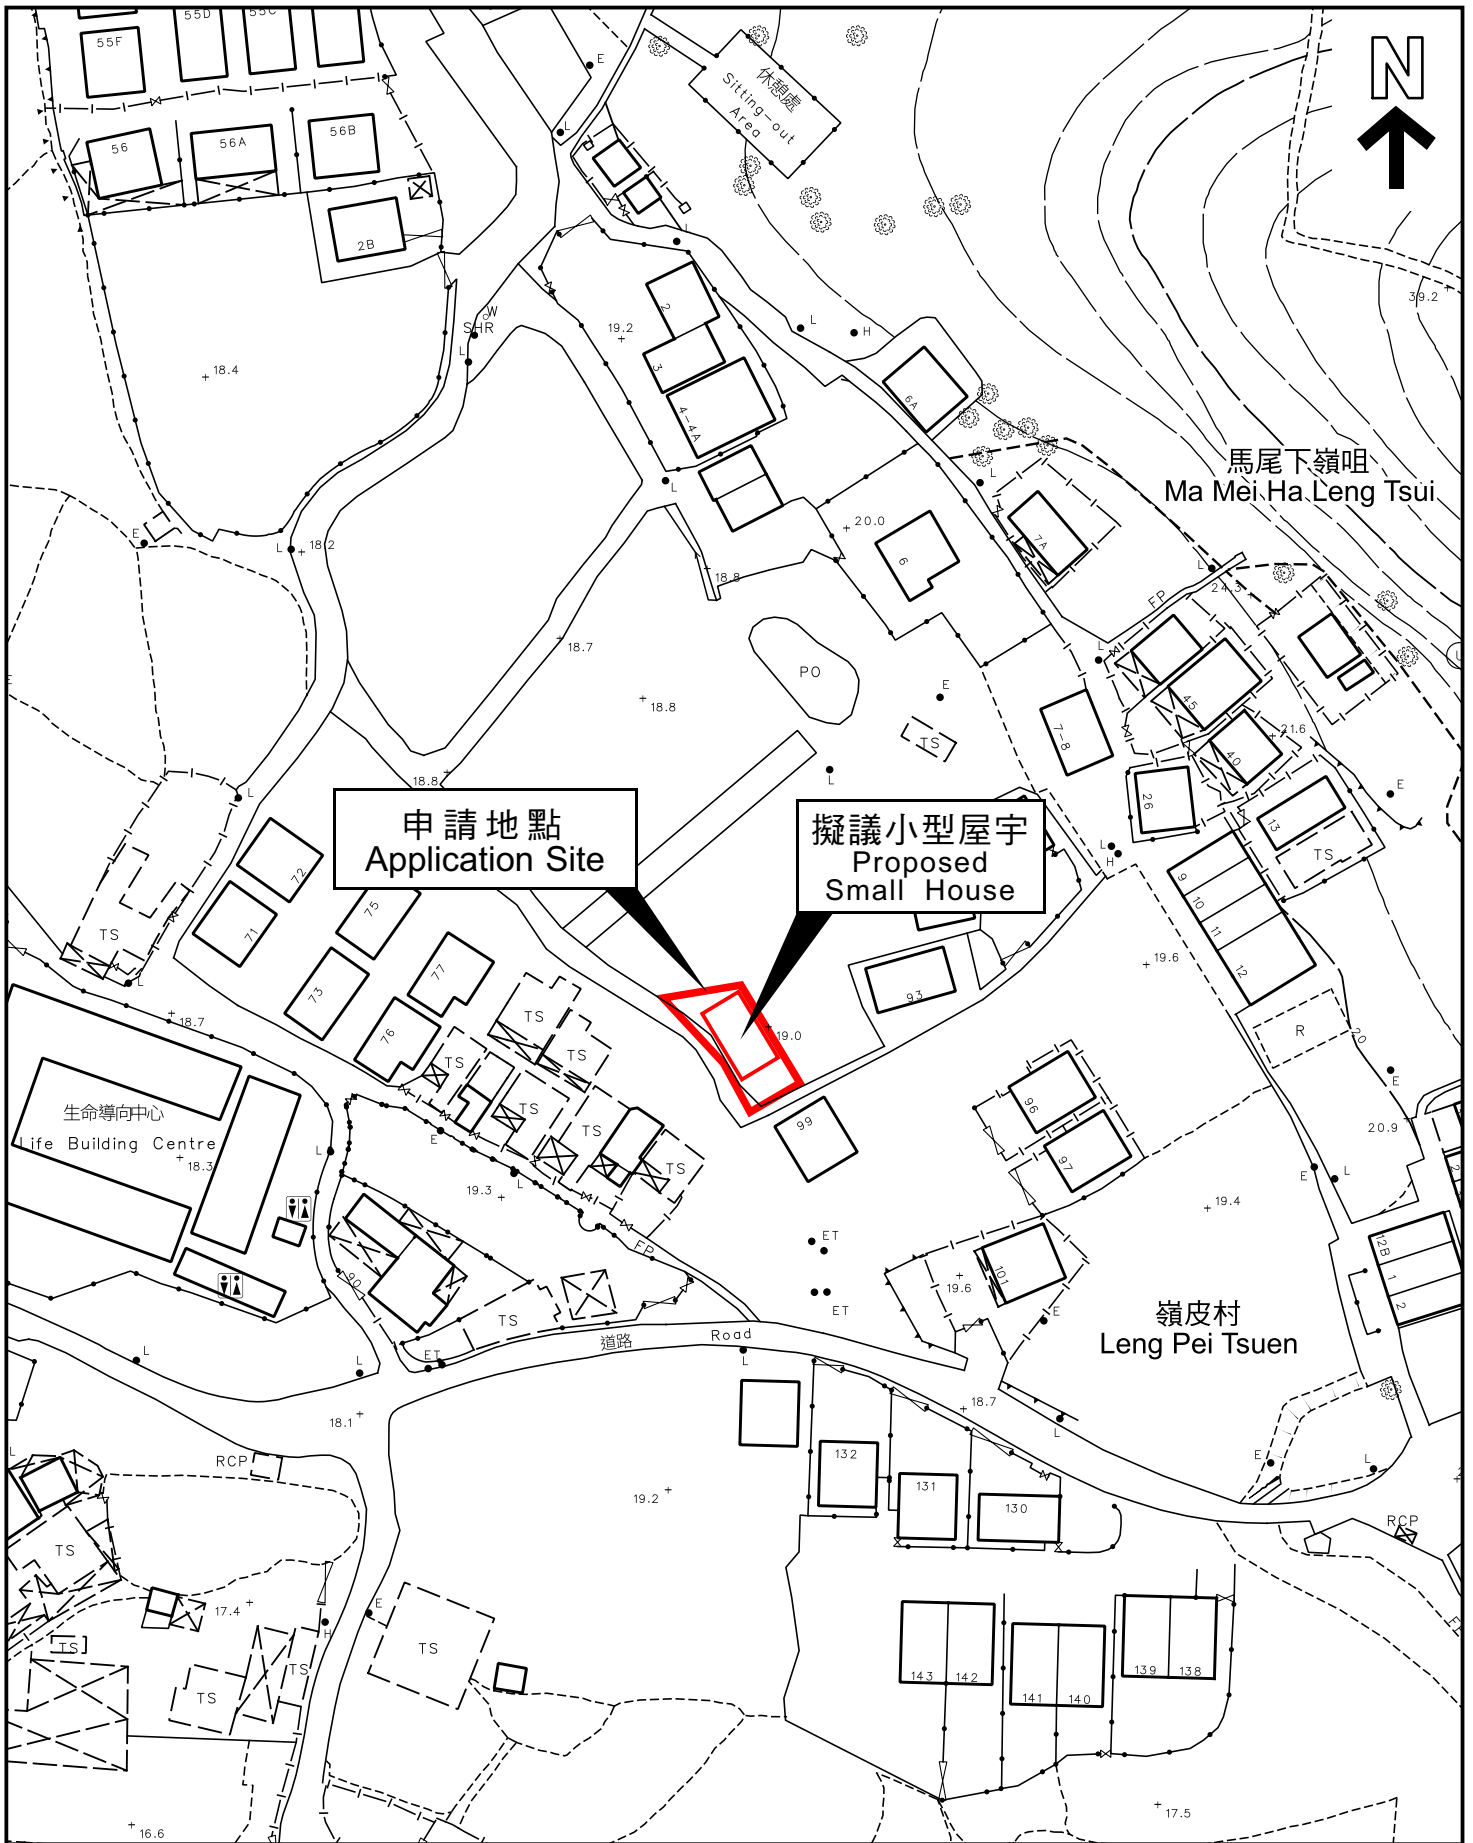 55D
55C
55F
56
56A
56B
2B
N
休憩處
Sitting-out
Area
E
L
W
SHR
L
18.4
19.2
2
3
4-4A
L
H
6A
39.2
馬尾下嶺咀
Ma Mei Ha Leng Tsui
L
L
20.0
6
7A
E
L
18.2
18.8
FP
24.3
L
18.7
PO
18.8
E
TS
L
45
7-8
40
21.6
26
13
TS
E
18.8
L
L
L
H
申請地點
Application Site
擬議小型屋宇
Proposed
Small House
72
71
75
73
77
76
TS
L
18.7
TS
TS
TS
TS
TS
TS
93
19.0
99
9
10
11
12
19.6
R
20
E
20.9
生命導向中心
Life Building Centre
18.3
L
E
L
19.3
FP
90
TS
96
97
19.4
E
L
ET
ET
19.6
101
E
嶺皮村
Leng Pei Tsuen
12B
1
2
道路
Road
L
ET
L
L
18.1
18.7
L
E
L
RCP
RCP
132
131
130
19.2
TS
17.4
TS
TS
TS
H
E
TS
143
142
141
140
139
138
16.6
17.5